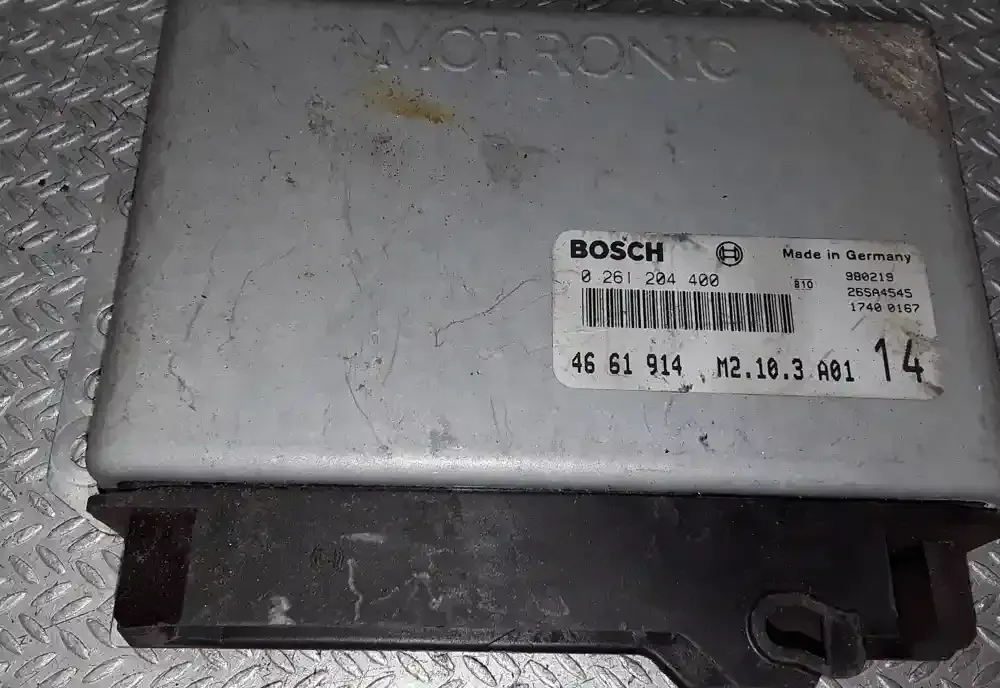 MOTRONIC
BOSCH Made in Germany
0 261 204 400 810 980219
26SA4545
1740 0167
46 61 914 M2.10.3 A01 14